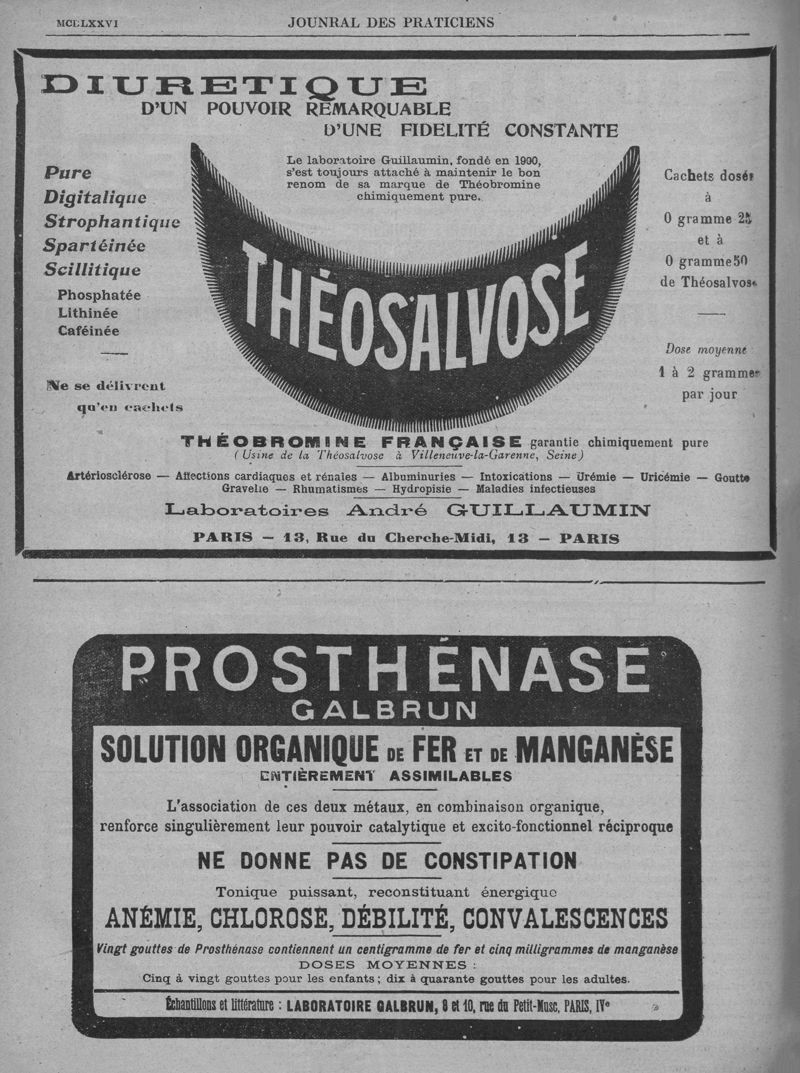 MCLLXXVI
JOUNRAL DES PRATICIENS
DIURETIQUE
D'UN POUVOIR REMARQUABLE
D'UNE FIDELITÉ CONSTANTE
Le laboratoire Guillaumin, fondé en 1900,
s'est toujours attaché à maintenir le bon
renom de sa marque de Théobromine
chimiquement pure.
Pure
Digitalique
Strophantique
Spartéinée
Scillitique
Phosphatée
Lithinée
Caféinée
Ne se délivrent
qu'en cachets
THÉOSALVOSE
Cachets dosés
à
0 gramme 25
et à
0 gramme 50
de Théosalvose
Dose moyenne :
1 à 2 grammes
par jour
THÉOBROMINE FRANÇAISE garantie chimiquement pure
(Usine de la Théosalvose à Villeneuve-la-Garenne, Seine)
Artériosclérose — Affections cardiaques et rénales — Albuminuries — Intoxications — Urémie — Uricémie — Goutte
Gravelle — Rhumatismes — Hydropisie — Maladies infectieuses
Laboratoires André GUILLAUMIN
PARIS — 13, Rue du Cherche-Midi, 13 — PARIS
PROSTHÉNASE
GALBRUN
SOLUTION ORGANIQUE DE FER ET DE MANGANÈSE
ENTIÈREMENT ASSIMILABLES
L'association de ces deux métaux, en combinaison organique,
renforce singulièrement leur pouvoir catalytique et excito-fonctionnel réciproque
NE DONNE PAS DE CONSTIPATION
Tonique puissant, reconstituant énergique
ANÉMIE, CHLOROSE, DÉBILITÉ, CONVALESCENCES
Vingt gouttes de Prosthénase contiennent un centigramme de fer et cinq milligrammes de manganèse
DOSES MOYENNES :
Cinq à vingt gouttes pour les enfants ; dix à quarante gouttes pour les adultes.
Échantillons et littérature : LABORATOIRE GALBRUN, 8 et 10, rue du Petit-Musc, PARIS, IVe